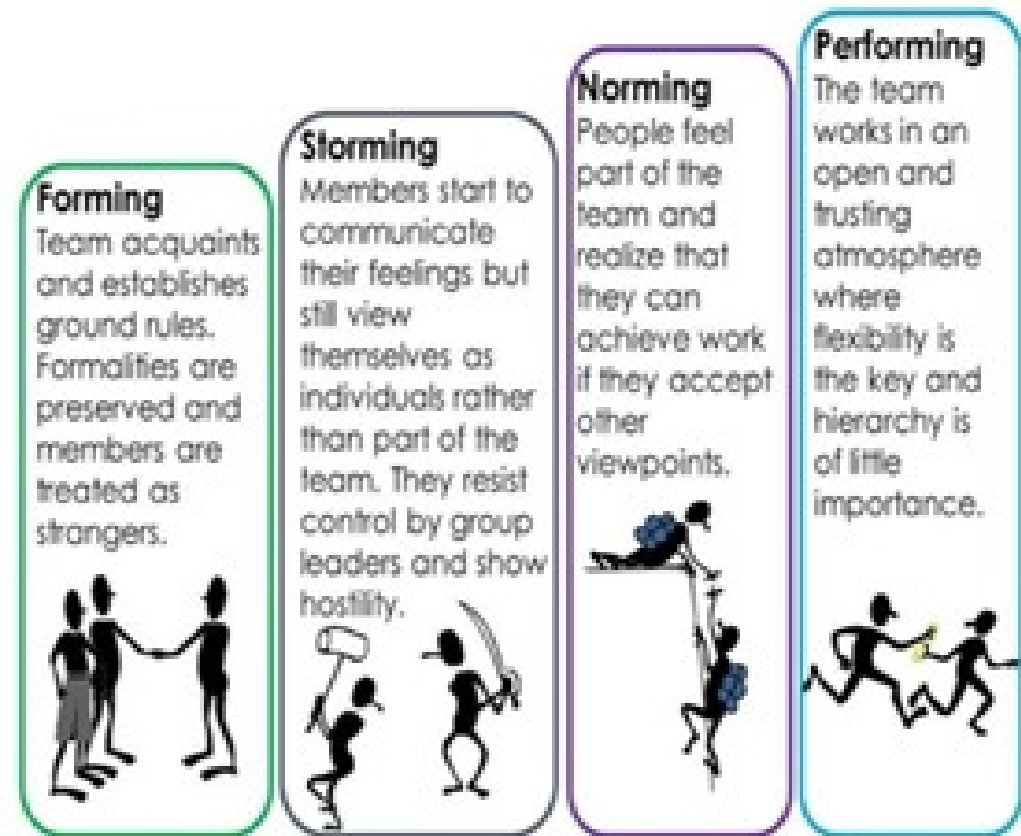 Forming
Team acquaints
and establishes
ground rules.
Formalities are
preserved and
members are
treated as
strangers.
Storming
Members start to
communicate
their feelings but
still view
themselves as
individuals rather
than part of the
team. They resist
control by group
leaders and show
hostility.
Norming
People feel
part of the
team and
realize that
they can
achieve work
if they accept
other
viewpoints.
Performing
The team
works in an
open and
trusting
atmosphere
where
flexibility is
the key and
hierarchy is
of little
importance.